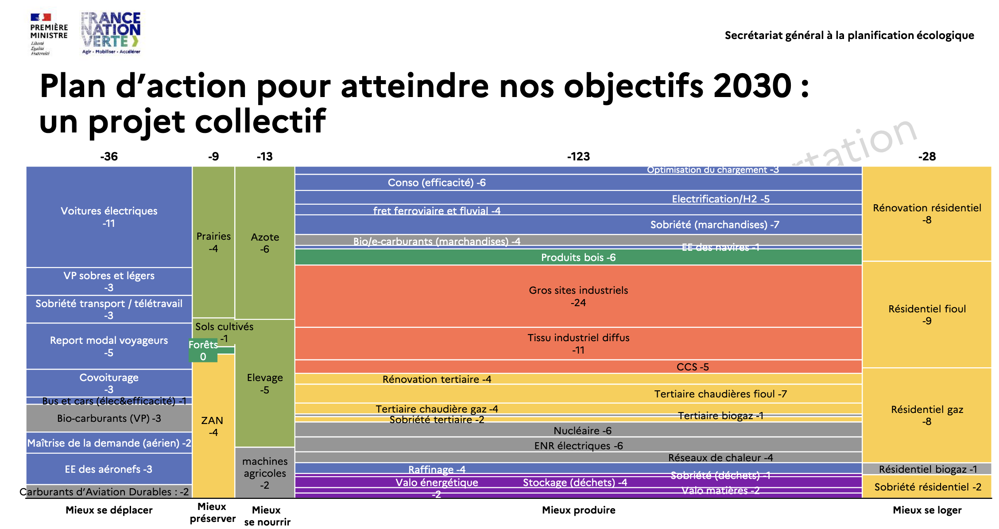 PREMIÈRE
MINISTRE
Liberté
Égalité
Fraternité
FRANCE
NATION
VERTE
Agir • Mobiliser • Accélérer
Secrétariat général à la planification écologique
Plan d’action pour atteindre nos objectifs 2030 :
un projet collectif
-36
-9
-13
-123
-28
Voitures électriques
-11
VP sobres et légers
-3
Sobriété transport / télétravail
-3
Report modal voyageurs
-5
Covoiturage
-3
Bus et cars (élec&efficacité) -1
Bio-carburants (VP) -3
Maîtrise de la demande (aérien) -2
EE des aéronefs -3
Carburants d’Aviation Durables : -2
Mieux se déplacer
Prairies
-4
Sols cultivés
-1
Forêts
0
ZAN
-4
Mieux
préserver
Azote
-6
Elevage
-5
machines
agricoles
-2
Mieux
se nourrir
Optimisation du chargement -3
Conso (efficacité) -6
Electrification/H2 -5
fret ferroviaire et fluvial -4
Sobriété (marchandises) -7
Bio/e-carburants (marchandises) -4
EE des navires -1
Produits bois -6
Gros sites industriels
-24
Tissu industriel diffus
-11
CCS -5
Rénovation tertiaire -4
Tertiaire chaudières fioul -7
Tertiaire chaudière gaz -4
Tertiaire biogaz -1
Sobriété tertiaire -2
Nucléaire -6
ENR électriques -6
Réseaux de chaleur -4
Raffinage -4
Sobriété (déchets) -1
Valo énergétique
-2
Stockage (déchets) -4
Valo matières -2
Mieux produire
Rénovation résidentiel
-8
Résidentiel fioul
-9
Résidentiel gaz
-8
Résidentiel biogaz -1
Sobriété résidentiel -2
Mieux se loger